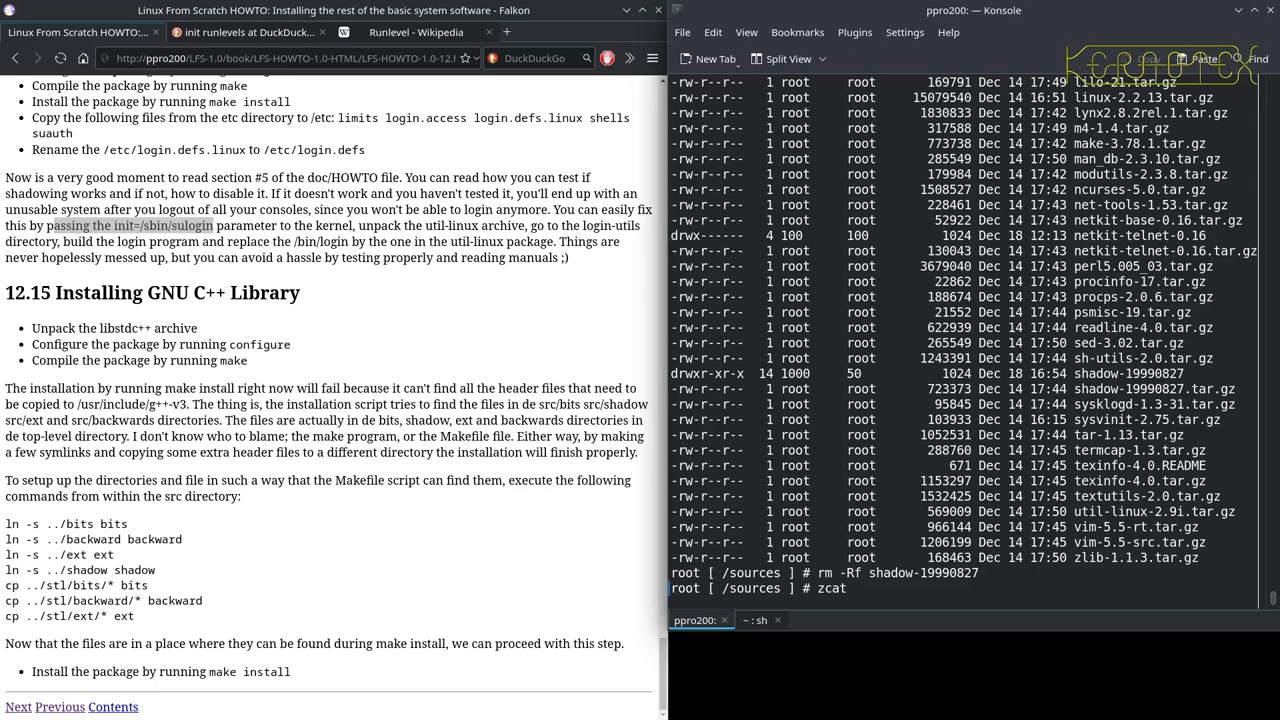 Linux From Scratch HOWTO: Installing the rest of the basic system software - Falkon
Linux From Scratch HOWTO:...
init runlevels at DuckDuc...
Runlevel - Wikipedia
http://ppro200/LFS-1.0/book/LFS-HOWTO-1.0-HTML/LFS-HOWTO-1.0-12.h
DuckDuckGo
Compile the package by running make
Install the package by running make install
Copy the following files from the etc directory to /etc: limits login.access login.defs.linux shells
suauth
Rename the /etc/login.defs.linux to /etc/login.defs
Now is a very good moment to read section #5 of the doc/HOWTO file. You can read how you can test if
shadowing works and if not, how to disable it. If it doesn't work and you haven't tested it, you'll end up with an
unusable system after you logout of all your consoles, since you won't be able to login anymore. You can easily fix
this by passing the init=/sbin/sulogin parameter to the kernel, unpack the util-linux archive, go to the login-utils
directory, build the login program and replace the /bin/login by the one in the util-linux package. Things are
never hopelessly messed up, but you can avoid a hassle by testing properly and reading manuals ;)
12.15 Installing GNU C++ Library
Unpack the libstdc++ archive
Configure the package by running configure
Compile the package by running make
The installation by running make install right now will fail because it can't find all the header files that need to
be copied to /usr/include/g++-v3. The thing is, the installation script tries to find the files in de src/bits src/shadow
src/ext and src/backwards directories. The files are actually in de bits, shadow, ext and backwards directories in
de top-level directory. I don't know who to blame; the make program, or the Makefile file. Either way, by making
a few symlinks and copying some extra header files to a different directory the installation will finish properly.
To setup up the directories and file in such a way that the Makefile script can find them, execute the following
commands from within the src directory:
ln -s ../bits bits
ln -s ../backward backward
ln -s ../ext ext
ln -s ../shadow shadow
cp ../stl/bits/* bits
cp ../stl/backward/* backward
cp ../stl/ext/* ext
Now that the files are in a place where they can be found during make install, we can proceed with this step.
Install the package by running make install
Next Previous Contents
ppro200: — Konsole
File Edit View Bookmarks Plugins Settings Help
New Tab Split View Copy Paste Find
-rw-r--r-- 1 root root 169791 Dec 14 17:49 lilo-21.tar.gz
-rw-r--r-- 1 root root 15079540 Dec 14 16:51 linux-2.2.13.tar.gz
-rw-r--r-- 1 root root 1830833 Dec 14 17:42 lynx2.8.2rel.1.tar.gz
-rw-r--r-- 1 root root 317588 Dec 14 17:49 m4-1.4.tar.gz
-rw-r--r-- 1 root root 773738 Dec 14 17:42 make-3.78.1.tar.gz
-rw-r--r-- 1 root root 285549 Dec 14 17:50 man_db-2.3.10.tar.gz
-rw-r--r-- 1 root root 179984 Dec 14 17:42 modutils-2.3.8.tar.gz
-rw-r--r-- 1 root root 1508527 Dec 14 17:42 ncurses-5.0.tar.gz
-rw-r--r-- 1 root root 228461 Dec 14 17:43 net-tools-1.53.tar.gz
-rw-r--r-- 1 root root 52922 Dec 14 17:43 netkit-base-0.16.tar.gz
drwx------ 4 100 100 1024 Dec 18 12:13 netkit-telnet-0.16
-rw-r--r-- 1 root root 130043 Dec 14 17:43 netkit-telnet-0.16.tar.gz
-rw-r--r-- 1 root root 3679040 Dec 14 17:43 perl5.005_03.tar.gz
-rw-r--r-- 1 root root 22862 Dec 14 17:43 procinfo-17.tar.gz
-rw-r--r-- 1 root root 188674 Dec 14 17:43 procps-2.0.6.tar.gz
-rw-r--r-- 1 root root 21552 Dec 14 17:44 psmisc-19.tar.gz
-rw-r--r-- 1 root root 622939 Dec 14 17:44 readline-4.0.tar.gz
-rw-r--r-- 1 root root 265549 Dec 14 17:50 sed-3.02.tar.gz
-rw-r--r-- 1 root root 1243391 Dec 14 17:44 sh-utils-2.0.tar.gz
drwxr-xr-x 14 1000 50 1024 Dec 18 16:54 shadow-19990827
-rw-r--r-- 1 root root 723373 Dec 14 17:44 shadow-19990827.tar.gz
-rw-r--r-- 1 root root 95845 Dec 14 17:44 sysklogd-1.3-31.tar.gz
-rw-r--r-- 1 root root 103933 Dec 14 16:15 sysvinit-2.75.tar.gz
-rw-r--r-- 1 root root 1052531 Dec 14 17:44 tar-1.13.tar.gz
-rw-r--r-- 1 root root 288760 Dec 14 17:45 termcap-1.3.tar.gz
-rw-r--r-- 1 root root 671 Dec 14 17:45 texinfo-4.0.README
-rw-r--r-- 1 root root 1153297 Dec 14 17:45 texinfo-4.0.tar.gz
-rw-r--r-- 1 root root 1532425 Dec 14 17:45 textutils-2.0.tar.gz
-rw-r--r-- 1 root root 569009 Dec 14 17:45 util-linux-2.9i.tar.gz
-rw-r--r-- 1 root root 966144 Dec 14 17:45 vim-5.5-rt.tar.gz
-rw-r--r-- 1 root root 1206199 Dec 14 17:45 vim-5.5-src.tar.gz
-rw-r--r-- 1 root root 168463 Dec 14 17:50 zlib-1.1.3.tar.gz
root [ /sources ] # rm -Rf shadow-19990827
root [ /sources ] # zcat
ppro200:
~ : sh